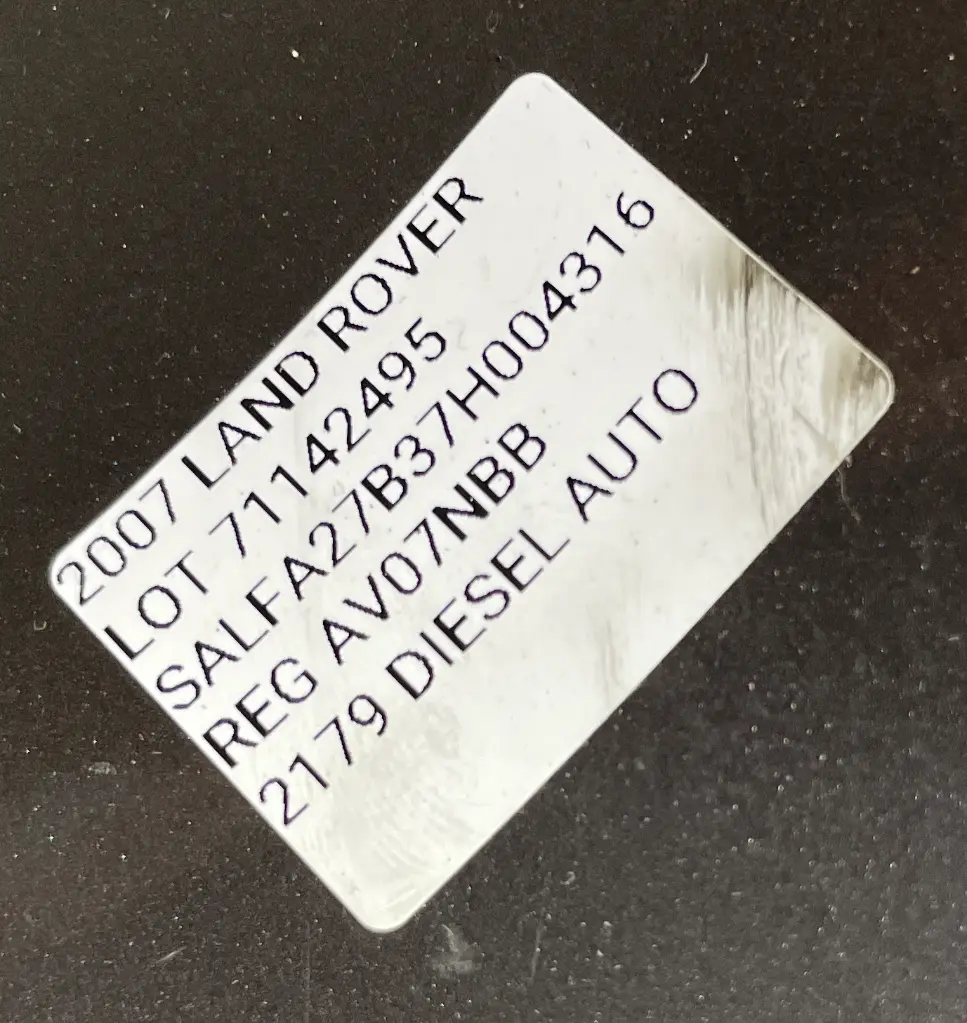 2007 LAND ROVER
LOT 71142495
SALFA27B37H004316
REG AV07NBB
2179 DIESEL AUTO